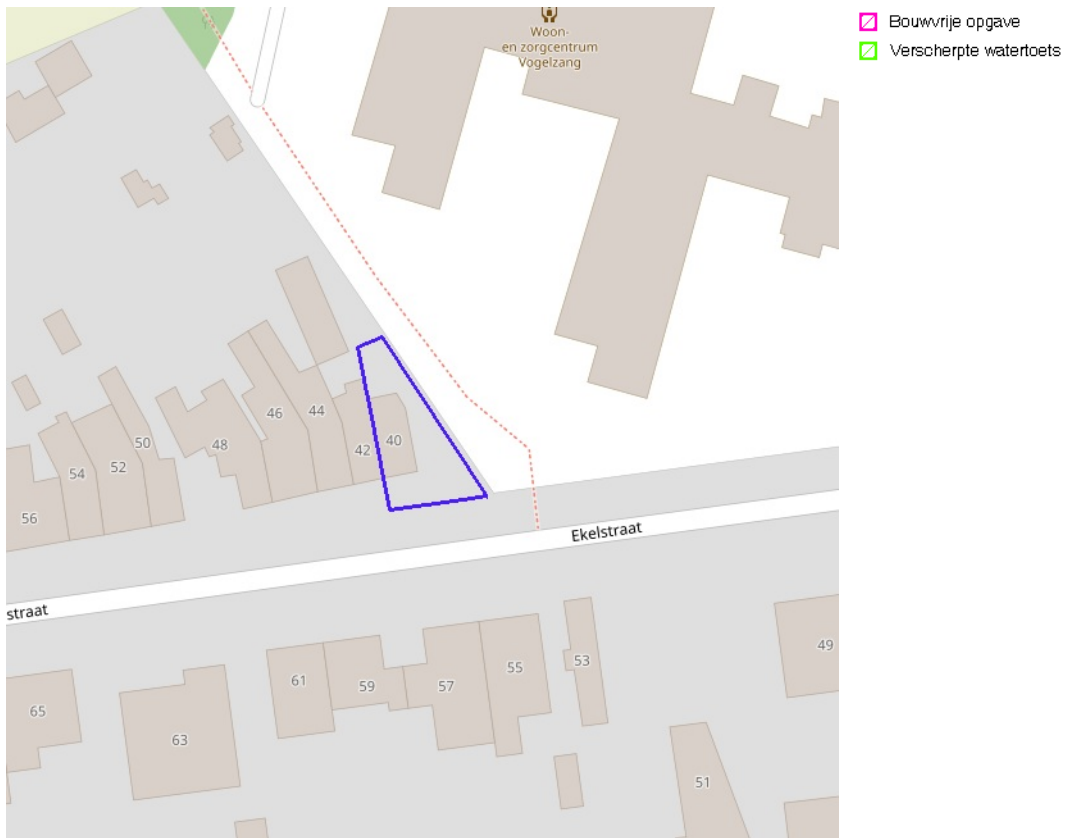 Bouwvrije opgave
Verscherpte watertoets
Woon-
en zorgcentrum
Vogelzang
50
48
46
44
42
40
56
54
52
Ekelstraat
straat
65
63
61
59
57
55
53
49
51